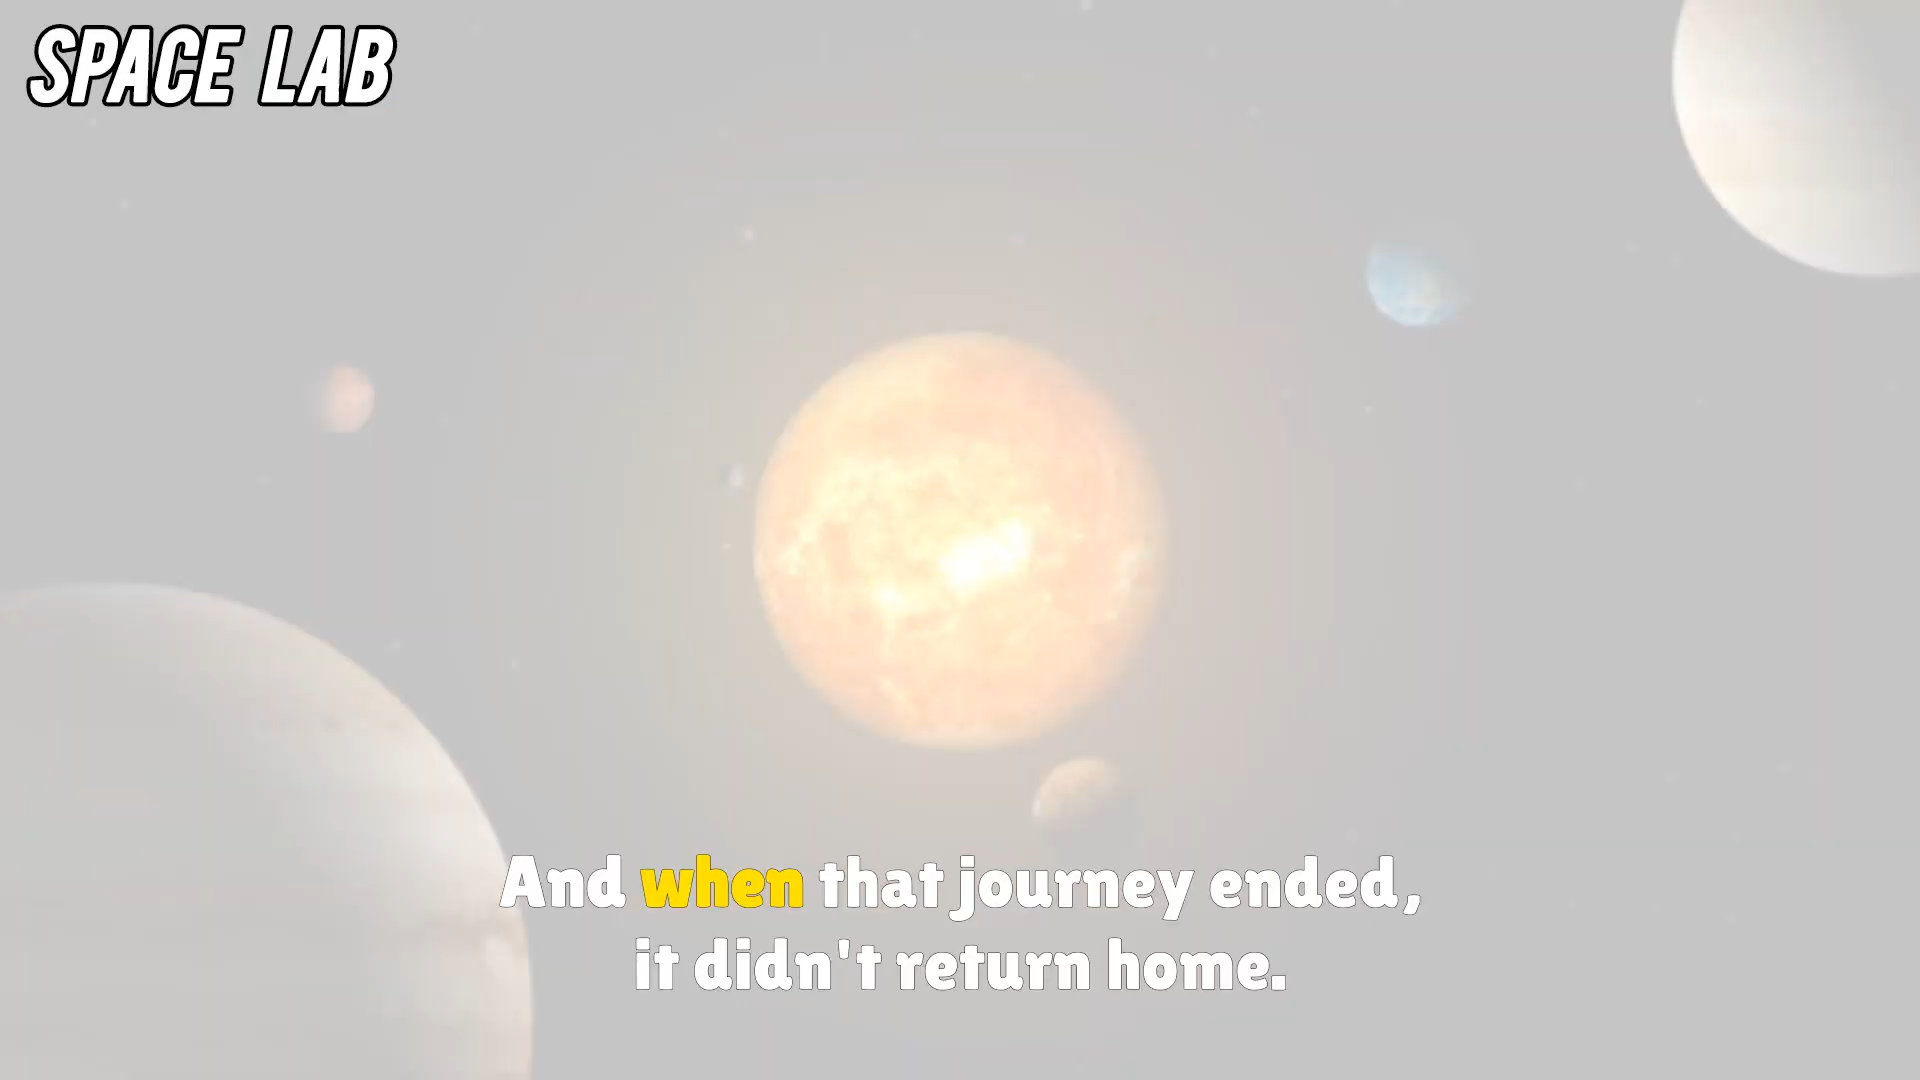 SPACE LAB
And when that journey ended,
it didn't return home.